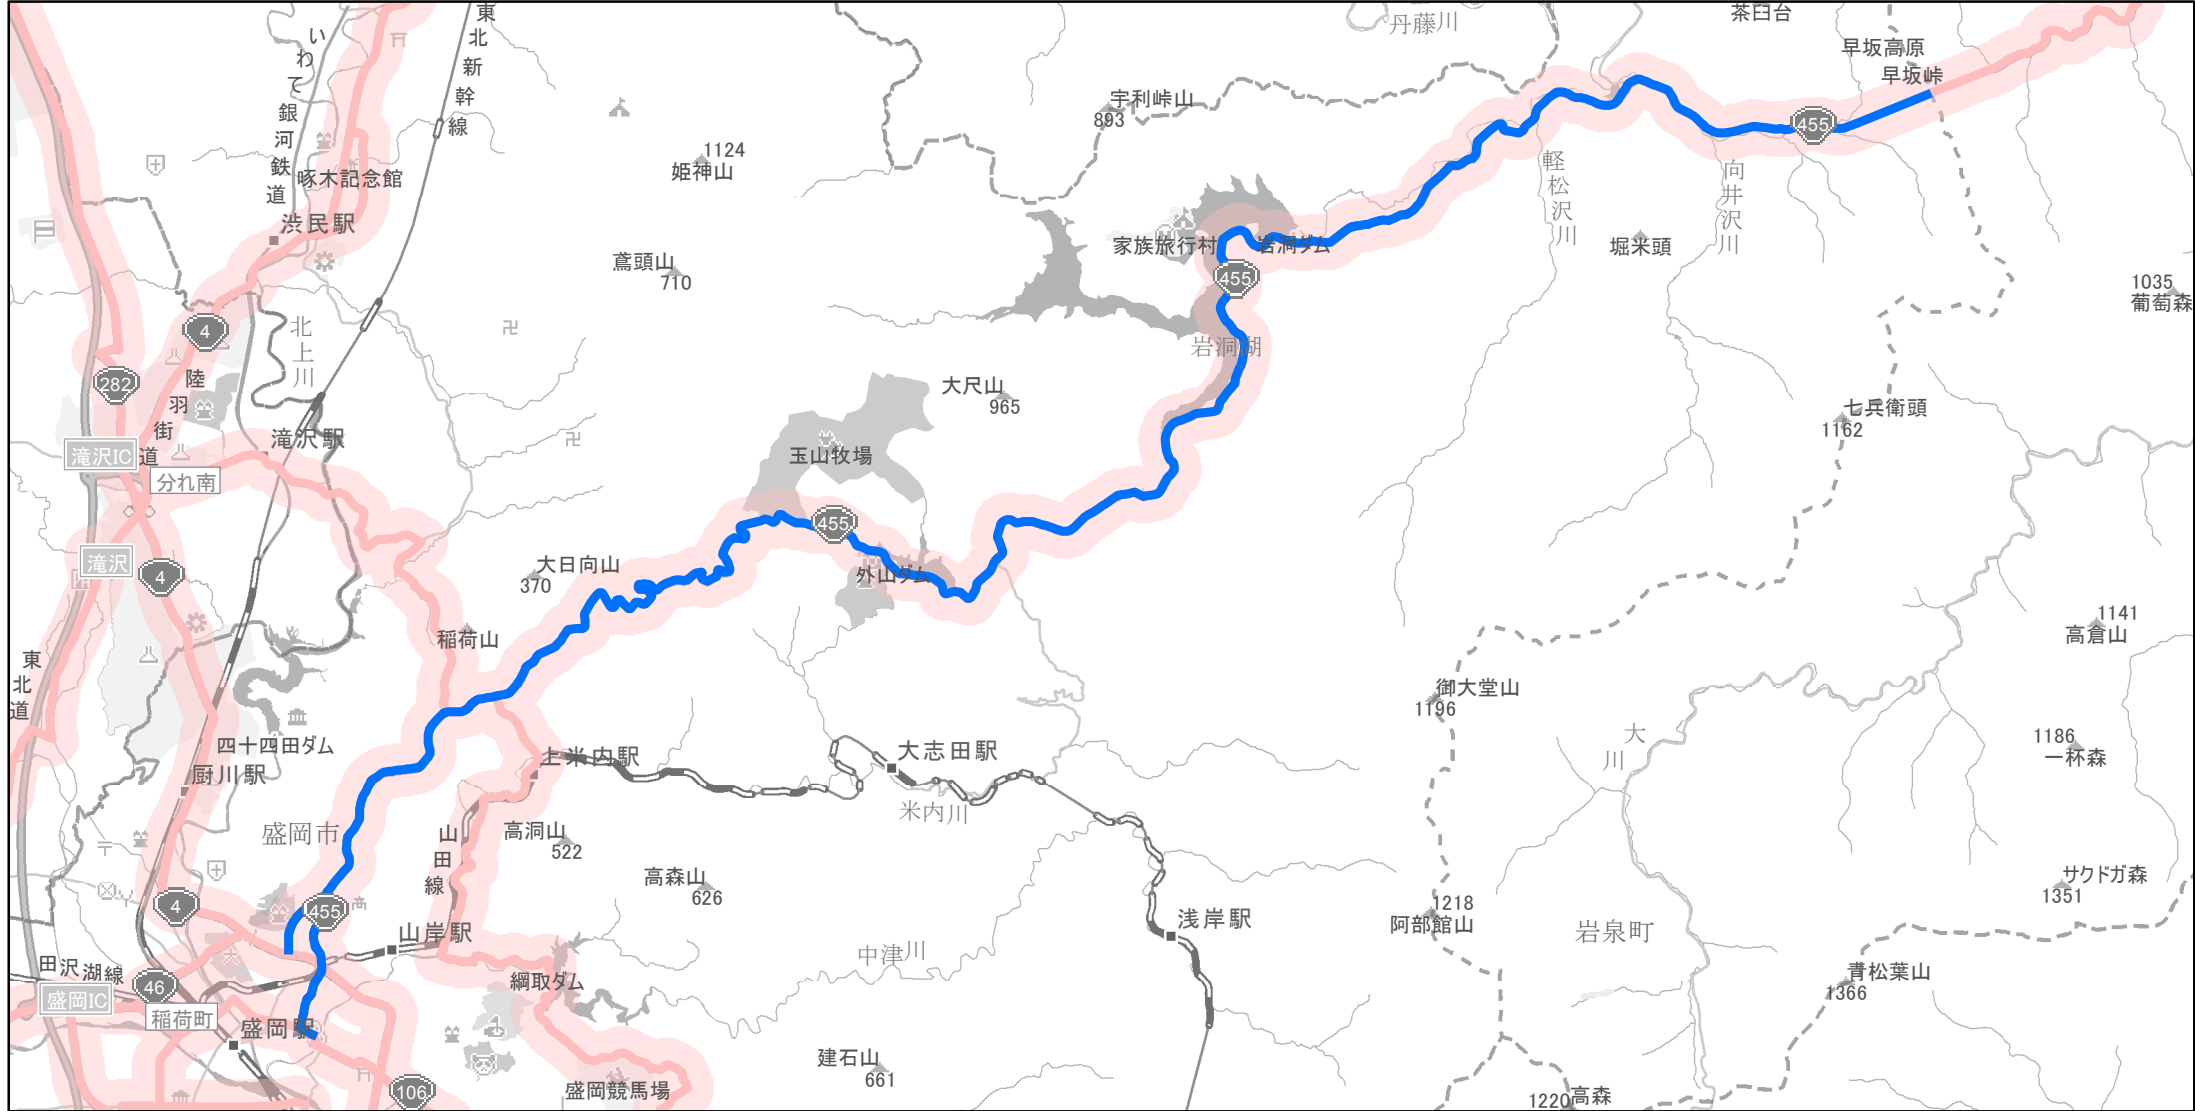 東北新幹線
いわて銀河鉄道
丹藤川
茶臼台
早坂高原
早坂峠
宇利峠山
893
455
1124
姫神山
啄木記念館
渋民駅
軽松沢川
向井沢川
堀米頭
家族旅行村
岩洞ダム
455
鳶頭山
710
1035
葡萄森
4
北上川
岩洞湖
282
陸羽街道
大尺山
965
七兵衛頭
1162
滝沢駅
滝沢IC
分れ南
玉山牧場
455
滝沢
4
大日向山
370
外山ダム
稲荷山
1141
高倉山
東北道
御大堂山
1196
大川
1186
一杯森
四十四田ダム
厨川駅
上米内駅
大志田駅
米内川
盛岡市
山田線
高洞山
522
高森山
626
サクドガ森
1351
4
455
山岸駅
浅岸駅
1218
阿部館山
岩泉町
中津川
田沢湖線
46
盛岡IC
綱取ダム
青松葉山
1366
稲荷町
盛岡駅
建石山
661
106
盛岡競馬場
1220
高森